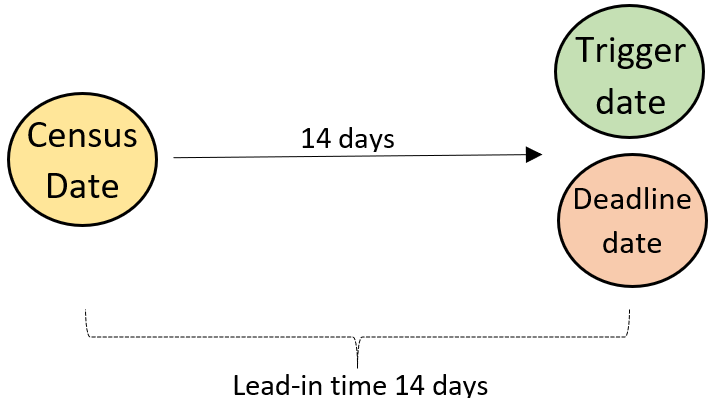 Census
Date
14 days
Trigger
date
Deadline
date
Lead-in time 14 days